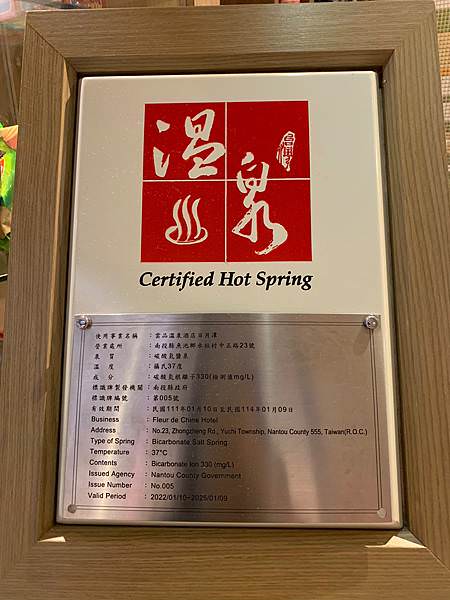 温泉
Certified Hot Spring
使用事業名稱：雲品溫泉酒店日月潭
營業處所：南投縣魚池鄉水社村中正路23號
泉質：碳酸氫鹽泉
溫度：攝氏37度
成分：碳酸氫根離子330(檢測值mg/L)
標識牌製發機關：南投縣政府
標識牌編號：第005號
有效期間：民國111年01月10日至民國114年01月09日
Business : Fleur de Chine Hotel
Address : No.23, Zhongzheng Rd., Yuchi Township, Nantou County 555, Taiwan(R.O.C.)
Type of Spring : Bicarbonate Salt Spring
Temperature : 37°C
Contents : Bicarbonate Ion 330 (mg/L)
Issued Agency : Nantou County Government
Issue Number : No.005
Valid Period : 2022/01/10~2025/01/09